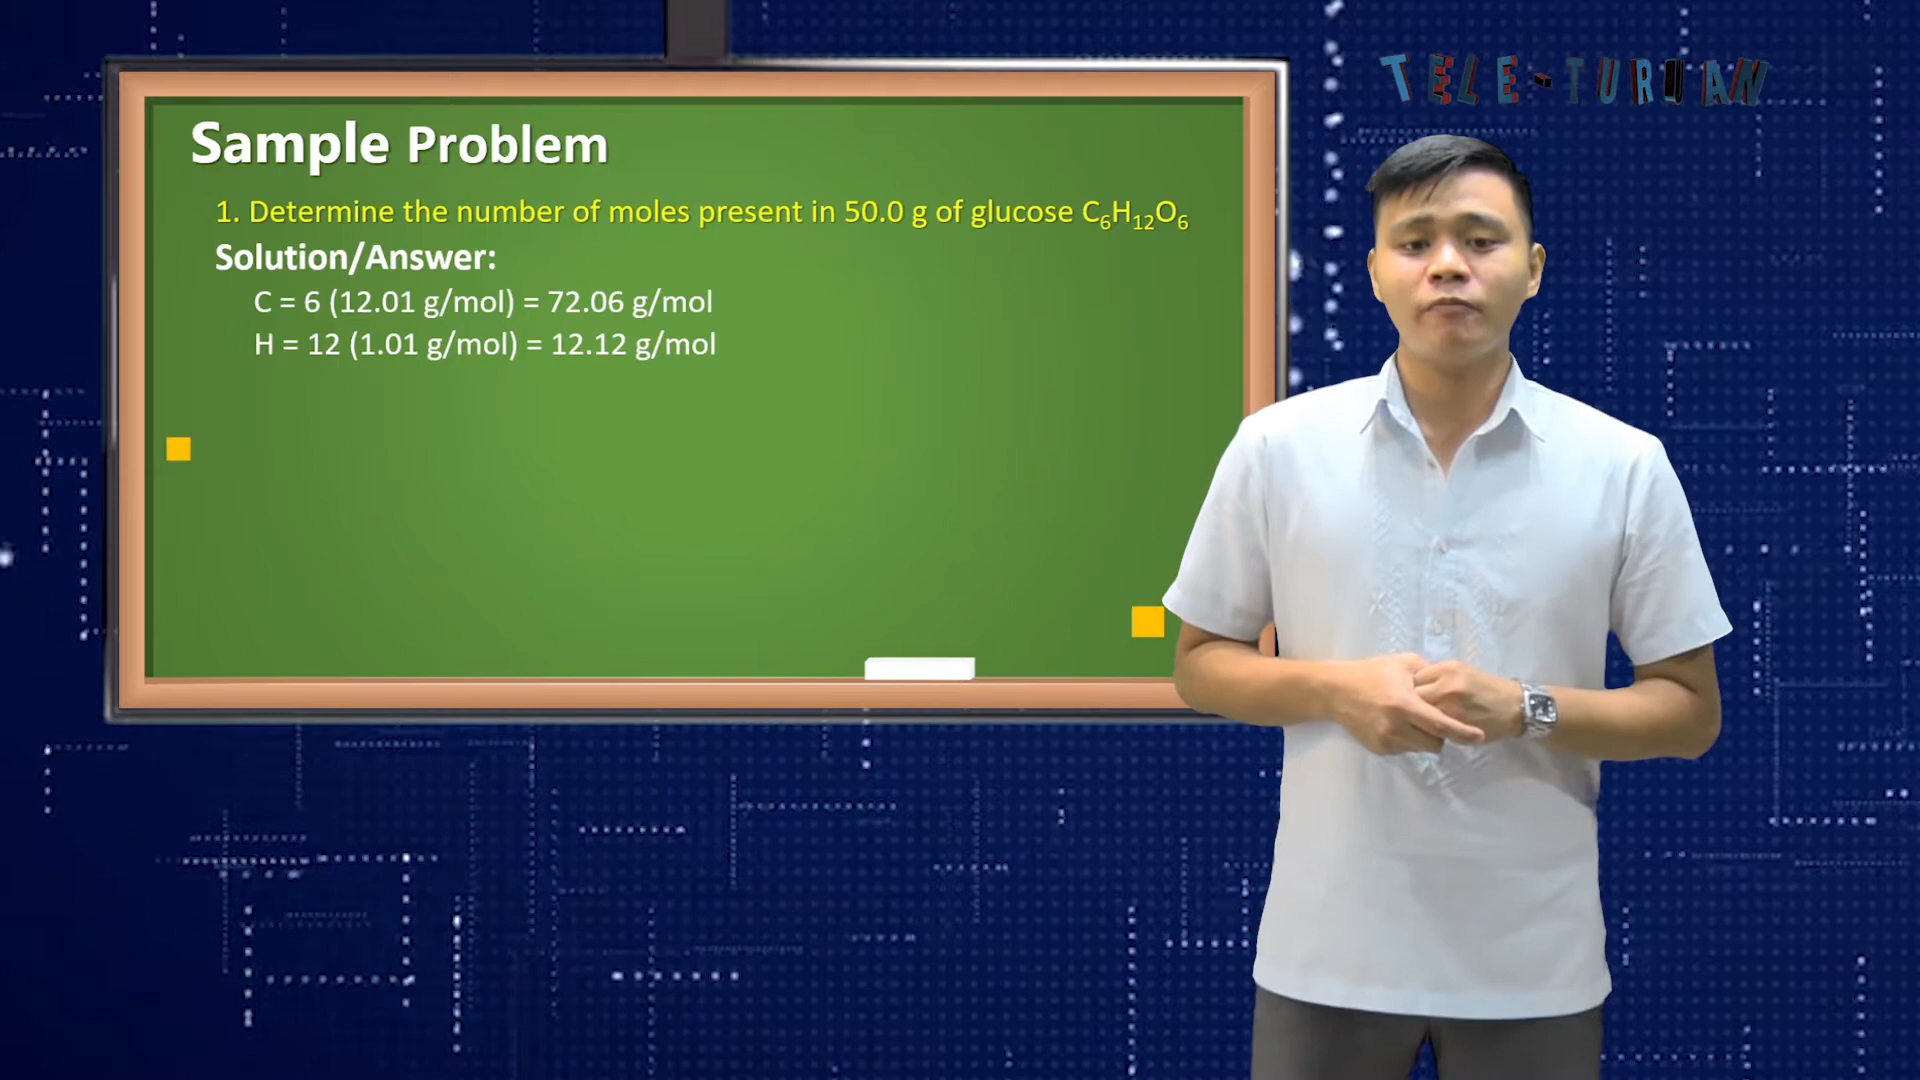 TELE-TURUAN
Sample Problem
1. Determine the number of moles present in 50.0 g of glucose C₆H₁₂O₆
Solution/Answer:
C = 6 (12.01 g/mol) = 72.06 g/mol
H = 12 (1.01 g/mol) = 12.12 g/mol